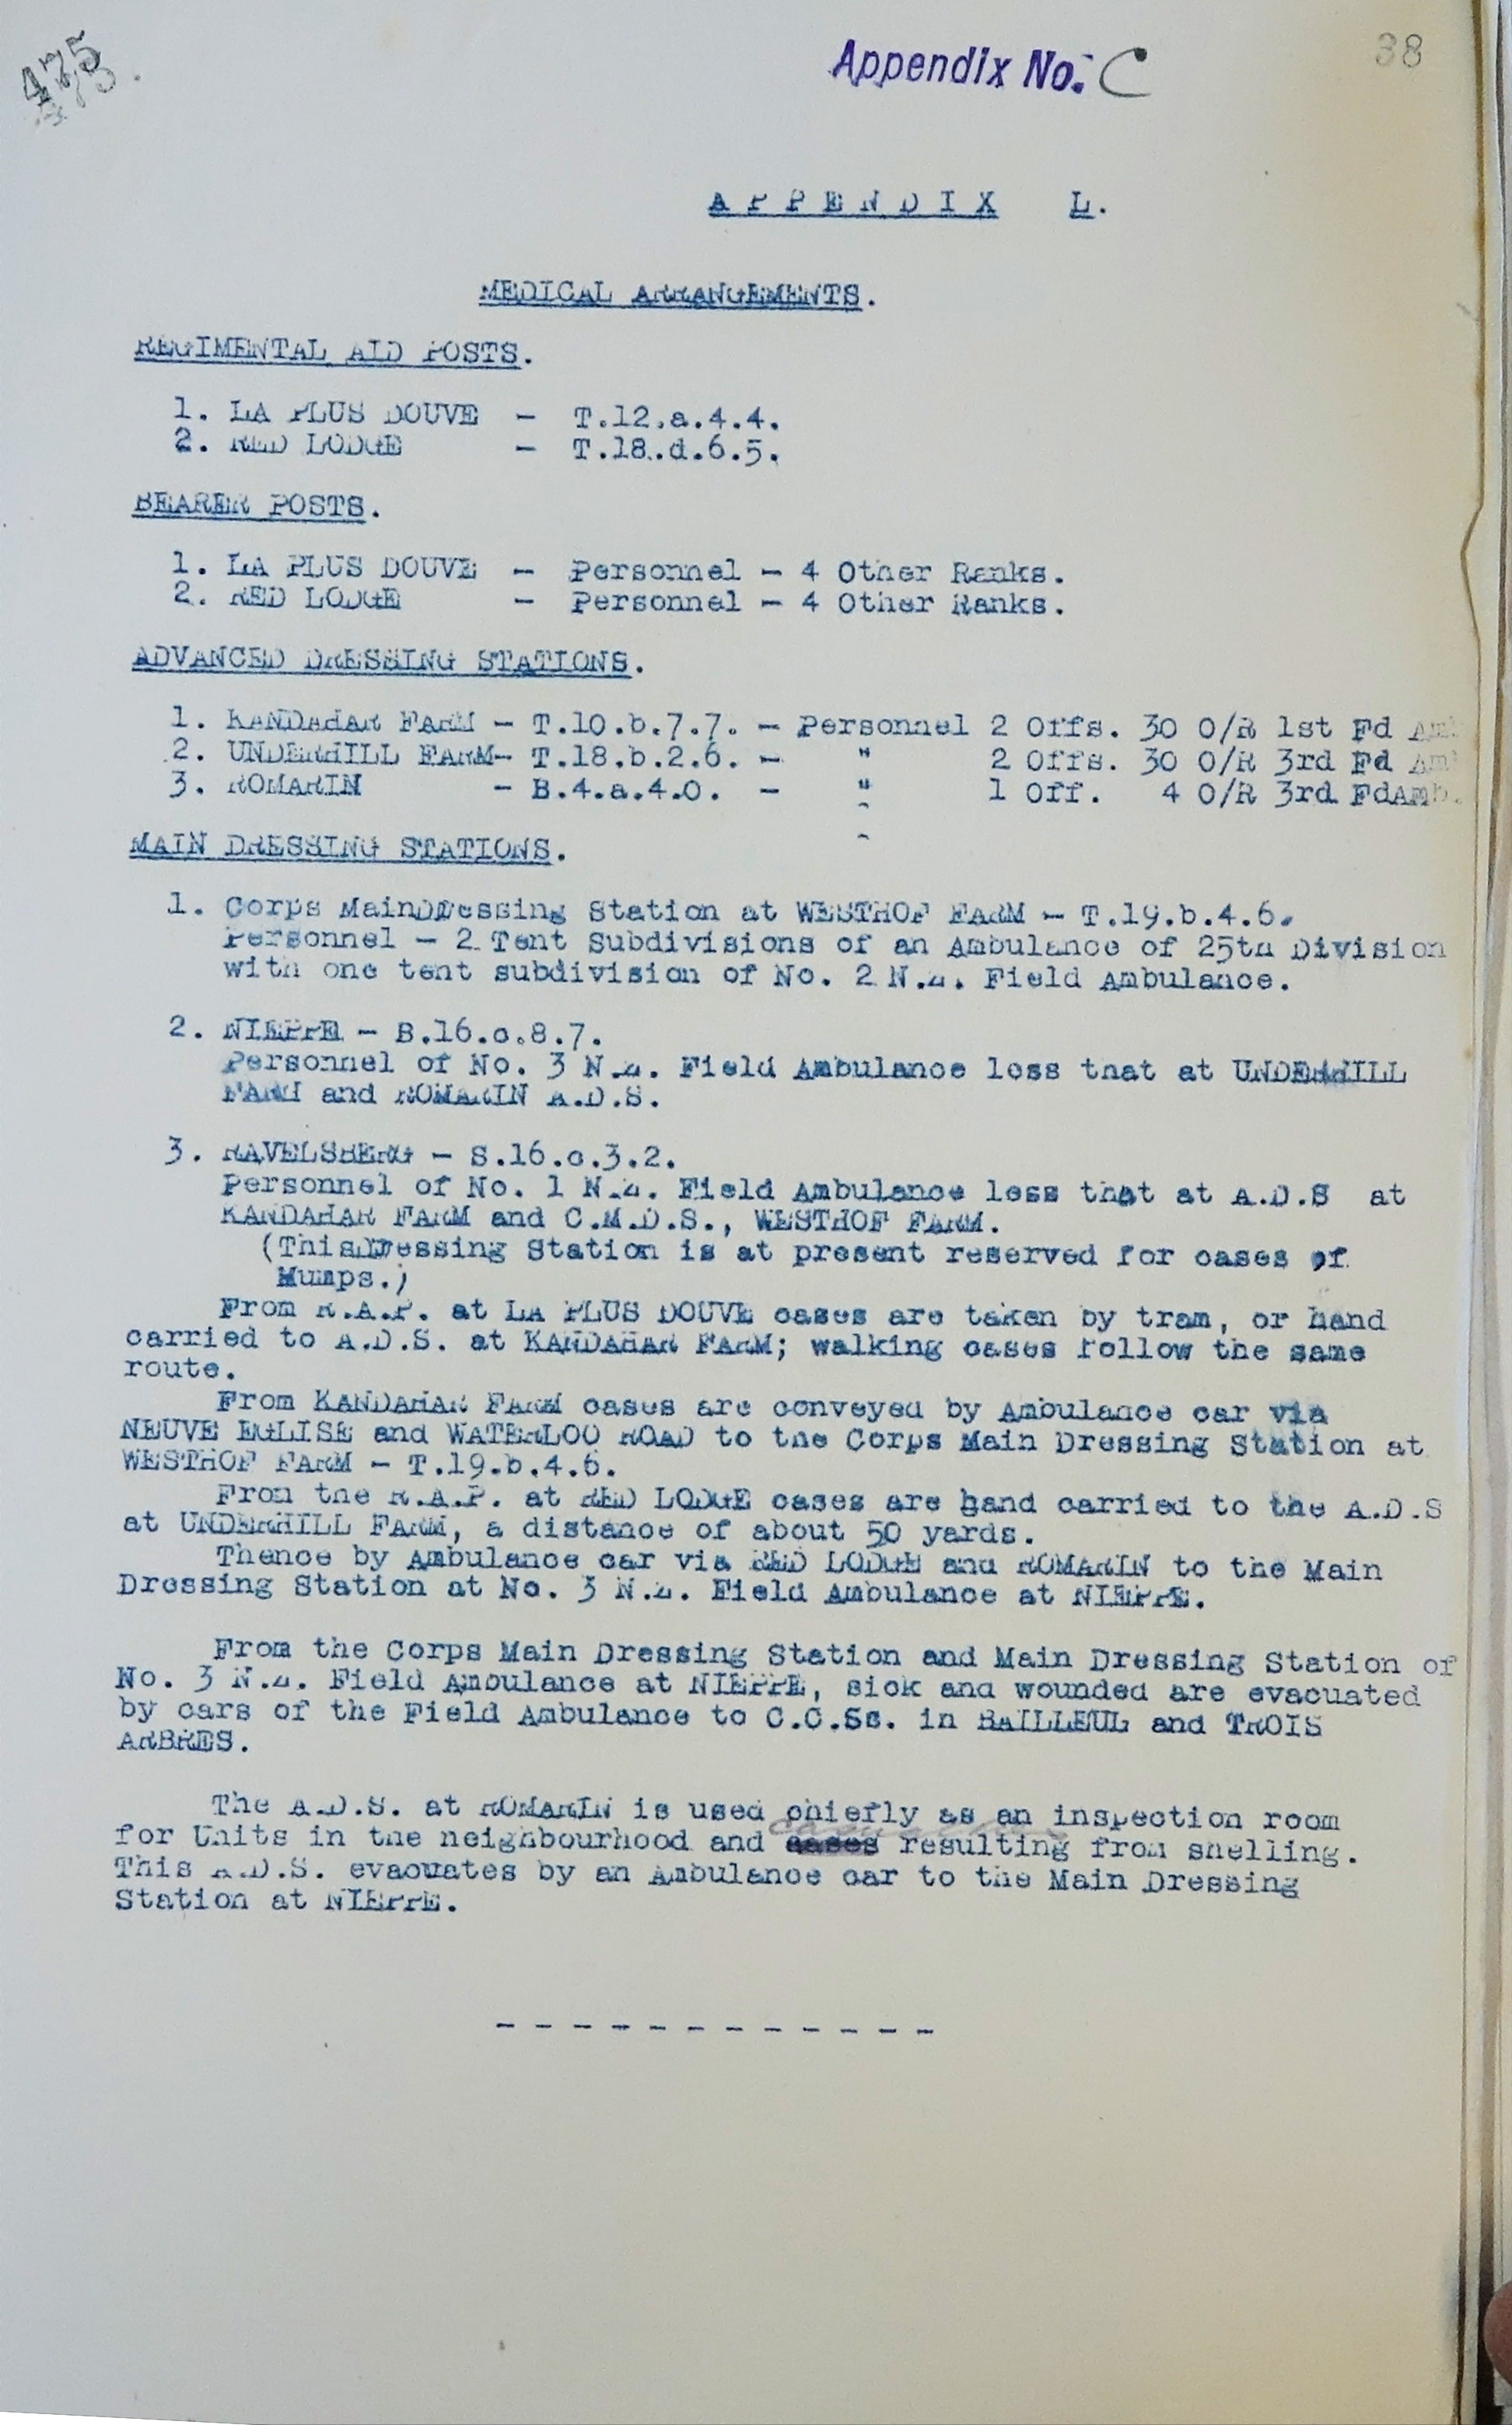 475
Appendix No. C
38
APPENDIX L.
MEDICAL ARRANGEMENTS.
REGIMENTAL AID POSTS.
1. LA PLUS DOUVE - T.12.a.4.4.
2. RED LODGE - T.18.d.6.5.
BEARER POSTS.
1. LA PLUS DOUVE - Personnel - 4 Other Ranks.
2. RED LODGE - Personnel - 4 Other Ranks.
ADVANCED DRESSING STATIONS.
1. KANDAHAR FARM - T.10.b.7.7. - Personnel 2 Offs. 30 O/R 1st Fd Amb
2. UNDERHILL FARM- T.18.b.2.6. - " 2 Offs. 30 O/R 3rd Fd Amb
3. ROMARIN - B.4.a.4.0. - " 1 Off. 4 O/R 3rd FdAmb.
MAIN DRESSING STATIONS.
1. Corps MainDressing Station at WESTHOF FARM - T.19.b.4.6.
Personnel - 2 Tent Subdivisions of an Ambulance of 25th Division
with one tent subdivision of No. 2 N.Z. Field Ambulance.
2. NIEPPE - B.16.c.8.7.
Personnel of No. 3 N.Z. Field Ambulance less that at UNDERHILL
FARM and ROMARIN A.D.S.
3. RAVELSBERG - S.16.c.3.2.
Personnel of No. 1 N.Z. Field Ambulance less that at A.D.S at
KANDAHAR FARM and C.M.D.S., WESTHOF FARM.
(ThisDressing Station is at present reserved for cases of
Mumps.)
From R.A.P. at LA PLUS DOUVE cases are taken by tram, or hand
carried to A.D.S. at KANDAHAR FARM; walking cases follow the same
route.
From KANDAHAR FARM cases are conveyed by Ambulance car via
NEUVE EGLISE and WATERLOO ROAD to the Corps Main Dressing Station at
WESTHOF FARM - T.19.b.4.6.
From the R.A.P. at RED LODGE cases are hand carried to the A.D.S
at UNDERHILL FARM, a distance of about 50 yards.
Thence by Ambulance car via RED LODGE and ROMARIN to the Main
Dressing Station at No. 3 N.Z. Field Ambulance at NIEPPE.
From the Corps Main Dressing Station and Main Dressing Station of
No. 3 N.Z. Field Ambulance at NIEPPE, sick and wounded are evacuated
by cars of the Field Ambulance to C.C.Ss. in BAILLEUL and TROIS
ARBRES.
The A.D.S. at ROMARIN is used chiefly as an inspection room
casualties
for Units in the neighbourhood and cases resulting from shelling.
This A.D.S. evacuates by an Ambulance car to the Main Dressing
Station at NIEPPE.
- - - - - - - - - - - -